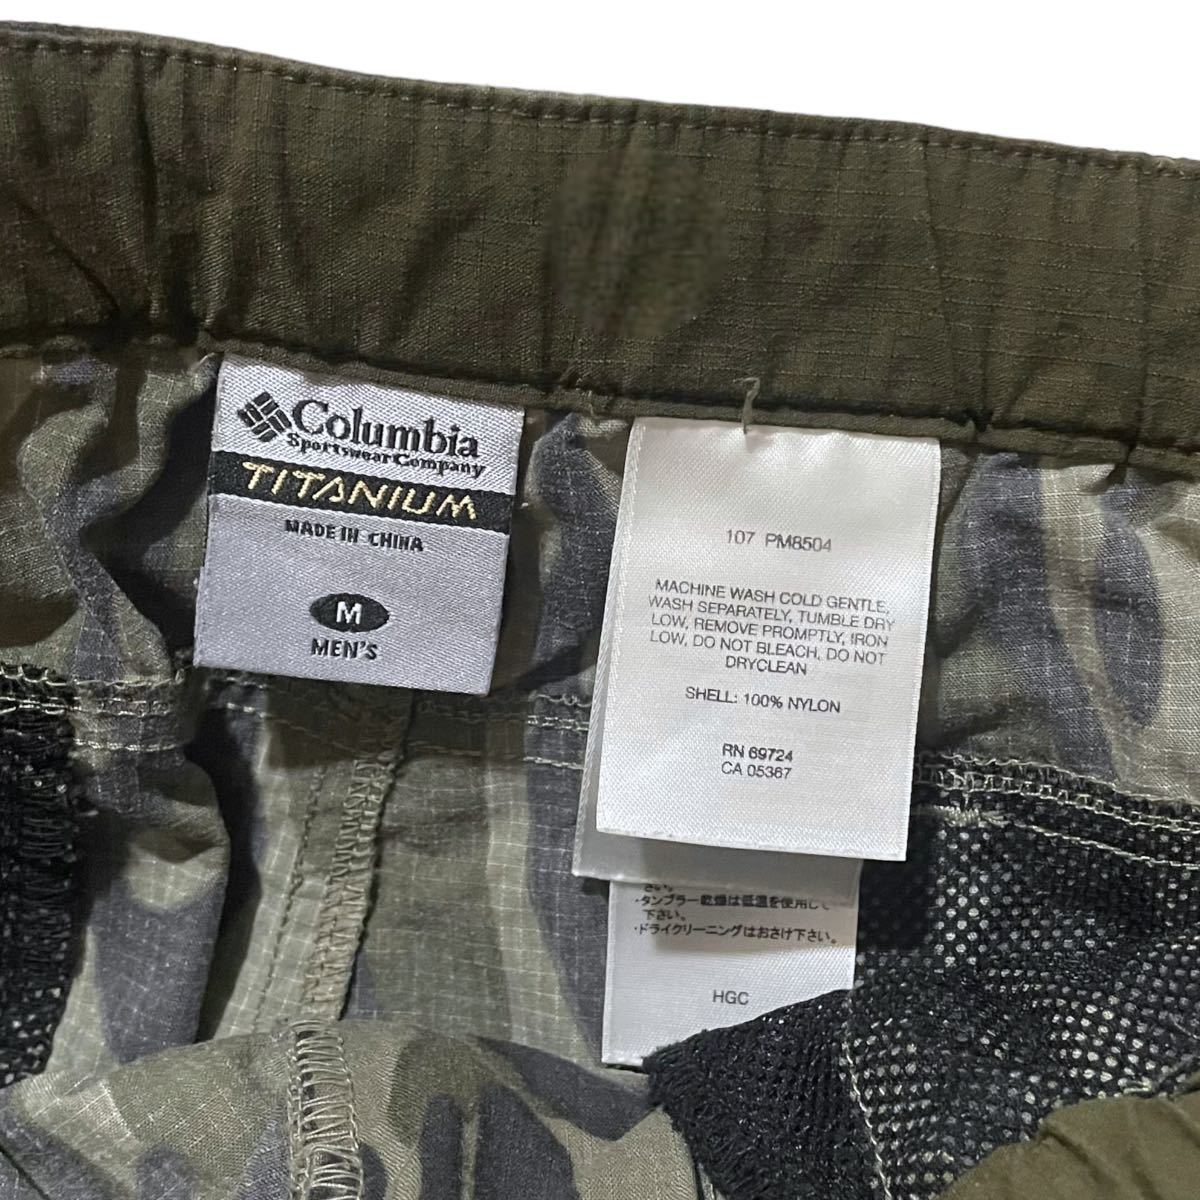 Columbia
Sportswear Company
TITANIUM
MADE IN CHINA
M
MEN'S
107 PM8504
MACHINE WASH COLD GENTLE,
WASH SEPARATELY, TUMBLE DRY
LOW, REMOVE PROMPTLY, IRON
LOW, DO NOT BLEACH, DO NOT
DRYCLEAN
SHELL: 100% NYLON
RN 69724
CA 05367
さい。
・タンブラー乾燥は低温を使用して
下さい。
・ドライクリーニングはおさけ下さい。
HGC